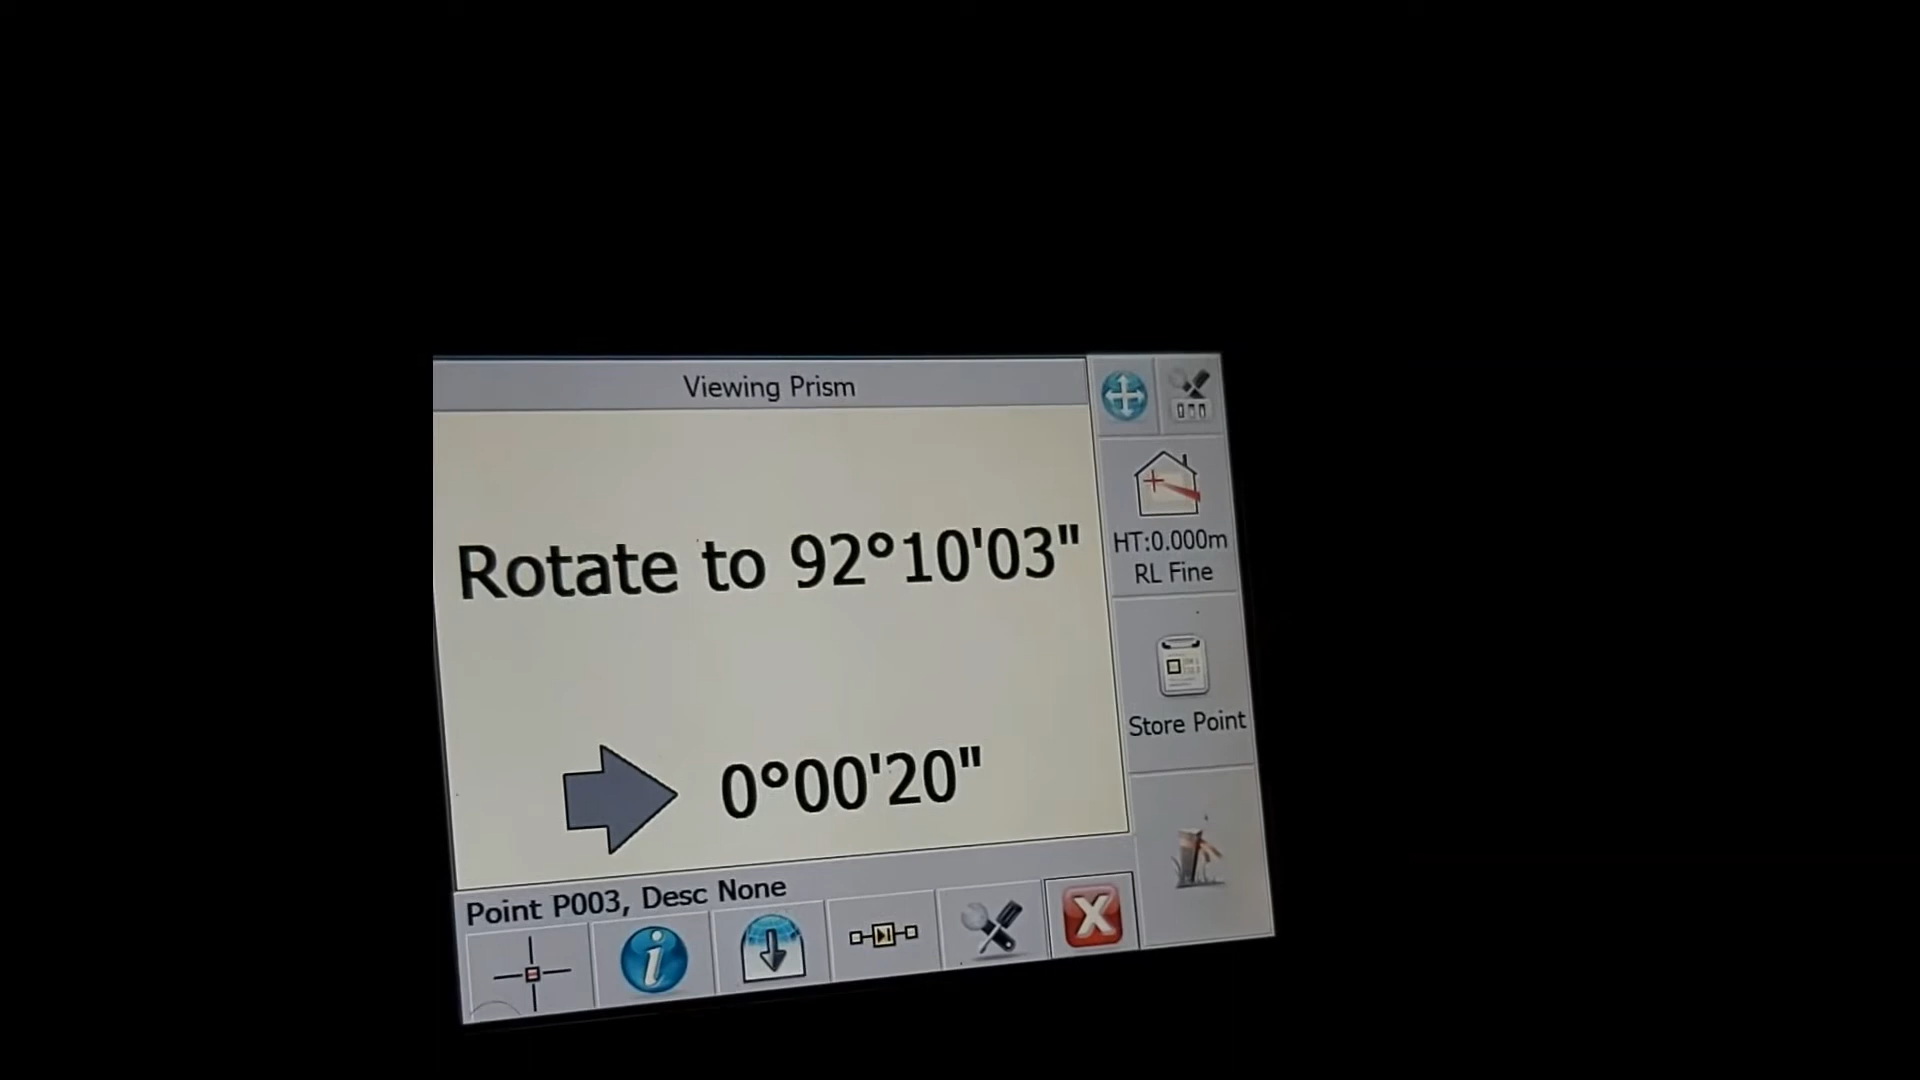 Viewing Prism
Rotate to 92°10'03"
HT:0.000m
RL Fine
Store Point
0°00'20"
Point P003, Desc None